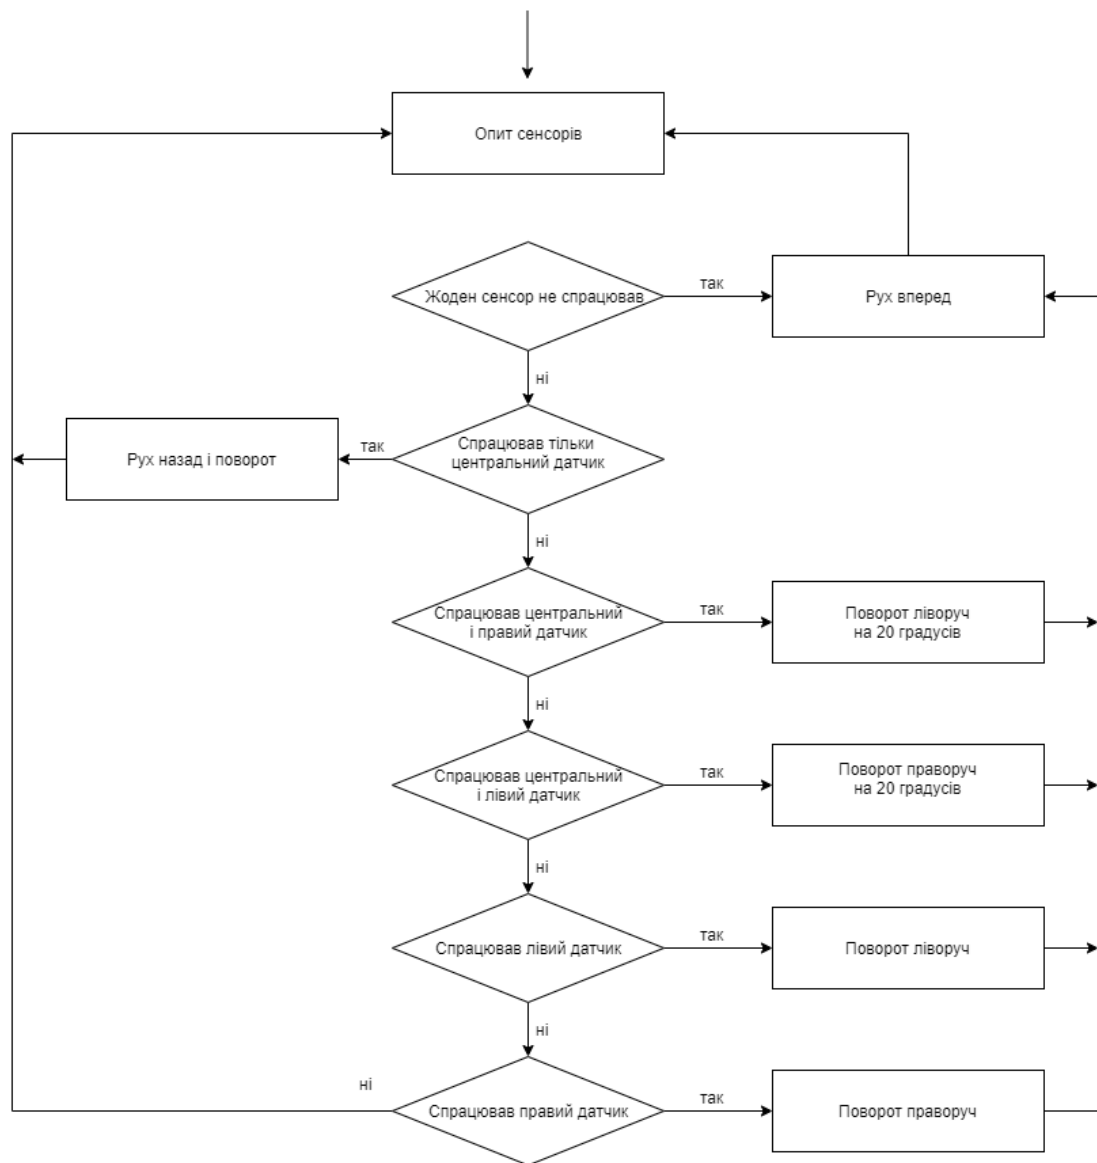 Опит сенсорів
Жоден сенсор не спрацював
так
Рух вперед
ні
Рух назад і поворот
так
Спрацював тільки
центральний датчик
ні
Спрацював центральний
і правий датчик
так
Поворот ліворуч
на 20 градусів
ні
Спрацював центральний
і лівий датчик
так
Поворот праворуч
на 20 градусів
ні
Спрацював лівий датчик
так
Поворот ліворуч
ні
ні
Спрацював правий датчик
так
Поворот праворуч